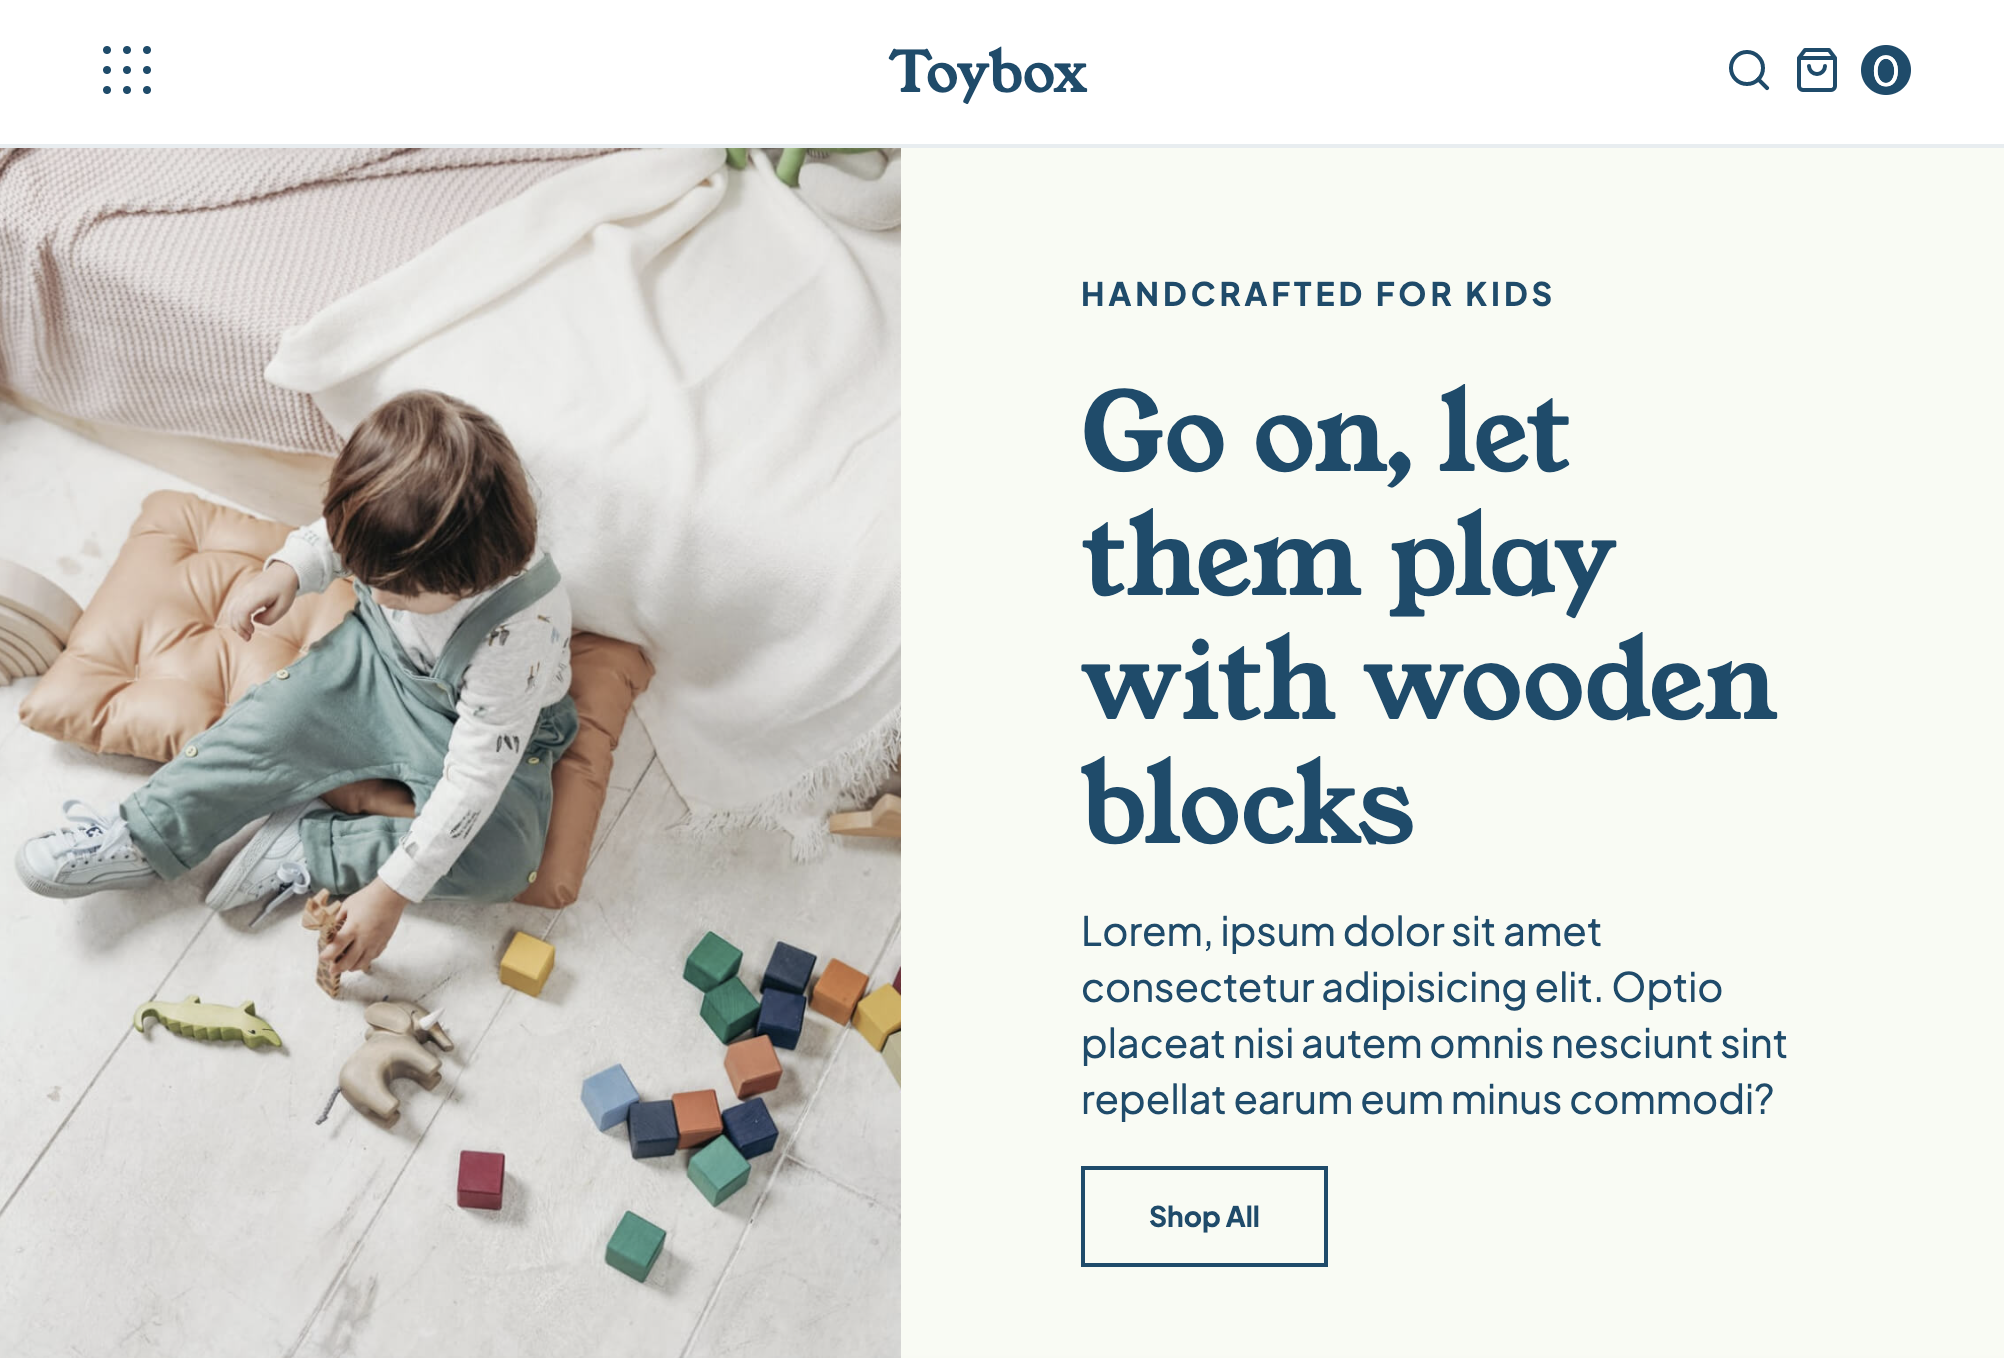 Toybox
0
HANDCRAFTED FOR KIDS
Go on, let
them play
with wooden
blocks
Lorem, ipsum dolor sit amet
consectetur adipisicing elit. Optio
placeat nisi autem omnis nesciunt sint
repellat earum eum minus commodi?
Shop All